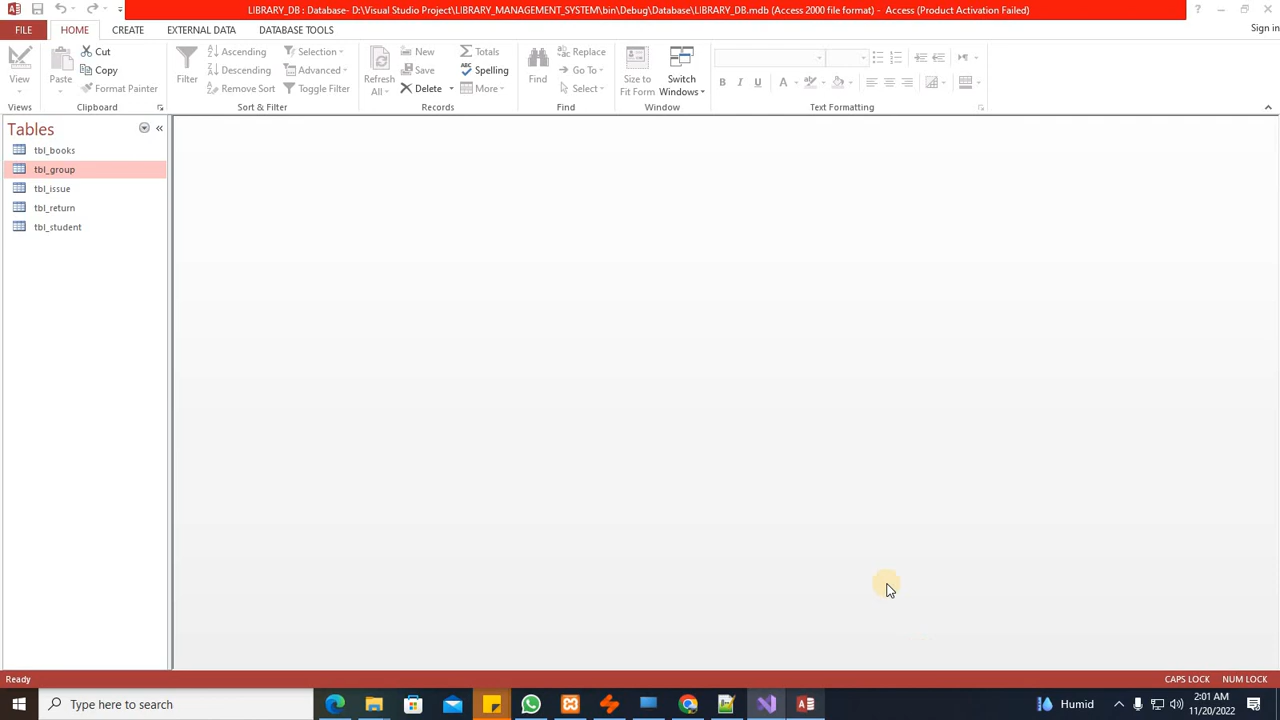 LIBRARY_DB : Database- D:\Visual Studio Project\LIBRARY_MANAGEMENT_SYSTEM\bin\Debug\Database\LIBRARY_DB.mdb (Access 2000 file format) - Access (Product Activation Failed)
FILE HOME CREATE EXTERNAL DATA DATABASE TOOLS Sign in
View
Views
Paste
Cut
Copy
Format Painter
Clipboard
Filter
Ascending
Descending
Remove Sort
Selection
Advanced
Toggle Filter
Sort & Filter
Refresh
All
New
Save
Delete
Totals
Spelling
More
Records
Find
Replace
Go To
Select
Find
Size to
Fit Form
Switch
Windows
Window
B I U A
Text Formatting
Tables
tbl_books
tbl_group
tbl_issue
tbl_return
tbl_student
Ready CAPS LOCK NUM LOCK
Type here to search
Humid
2:01 AM
11/20/2022